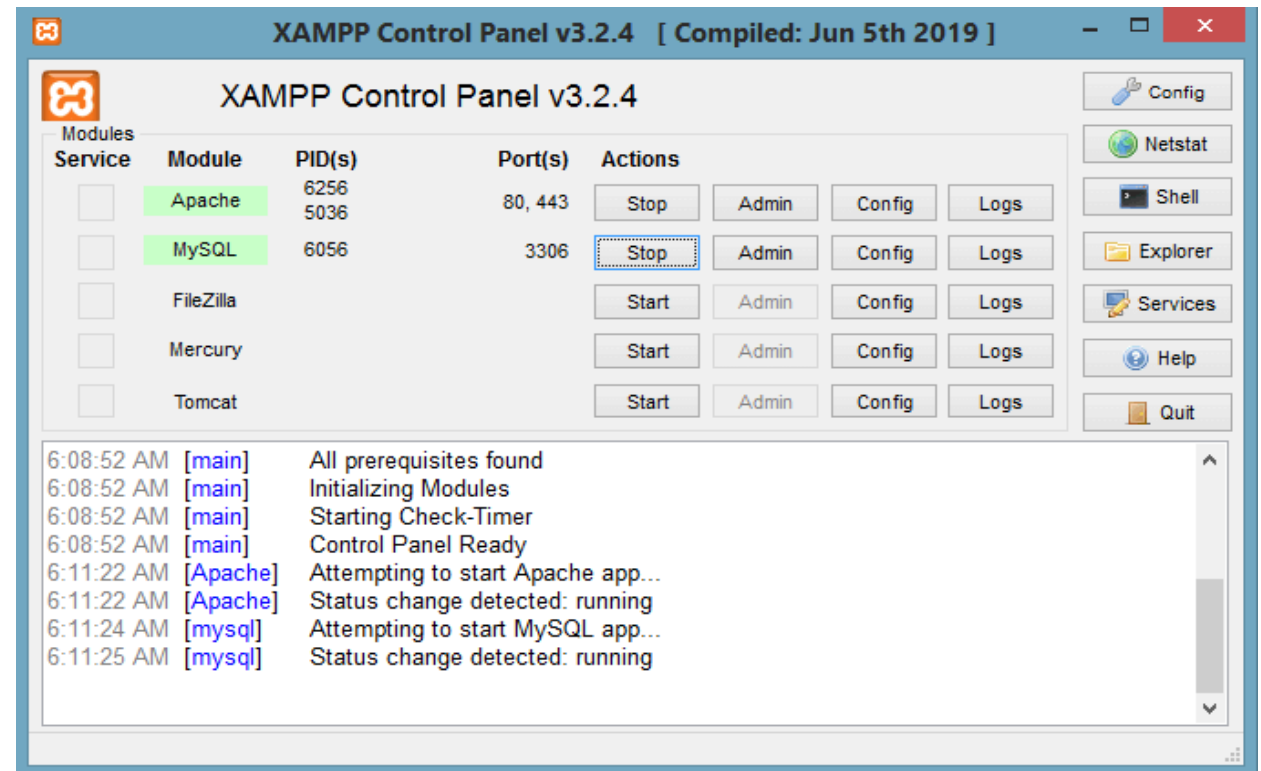 XAMPP Control Panel v3.2.4 [ Compiled: Jun 5th 2019 ]
XAMPP Control Panel v3.2.4
Config
Modules
Netstat
Service Module PID(s) Port(s) Actions
Apache 6256 5036 80, 443 Stop Admin Config Logs
Shell
MySQL 6056 3306 Stop Admin Config Logs
Explorer
FileZilla Start Admin Config Logs
Services
Mercury Start Admin Config Logs
Help
Tomcat Start Admin Config Logs
Quit
6:08:52 AM [main] All prerequisites found
6:08:52 AM [main] Initializing Modules
6:08:52 AM [main] Starting Check-Timer
6:08:52 AM [main] Control Panel Ready
6:11:22 AM [Apache] Attempting to start Apache app...
6:11:22 AM [Apache] Status change detected: running
6:11:24 AM [mysql] Attempting to start MySQL app...
6:11:25 AM [mysql] Status change detected: running